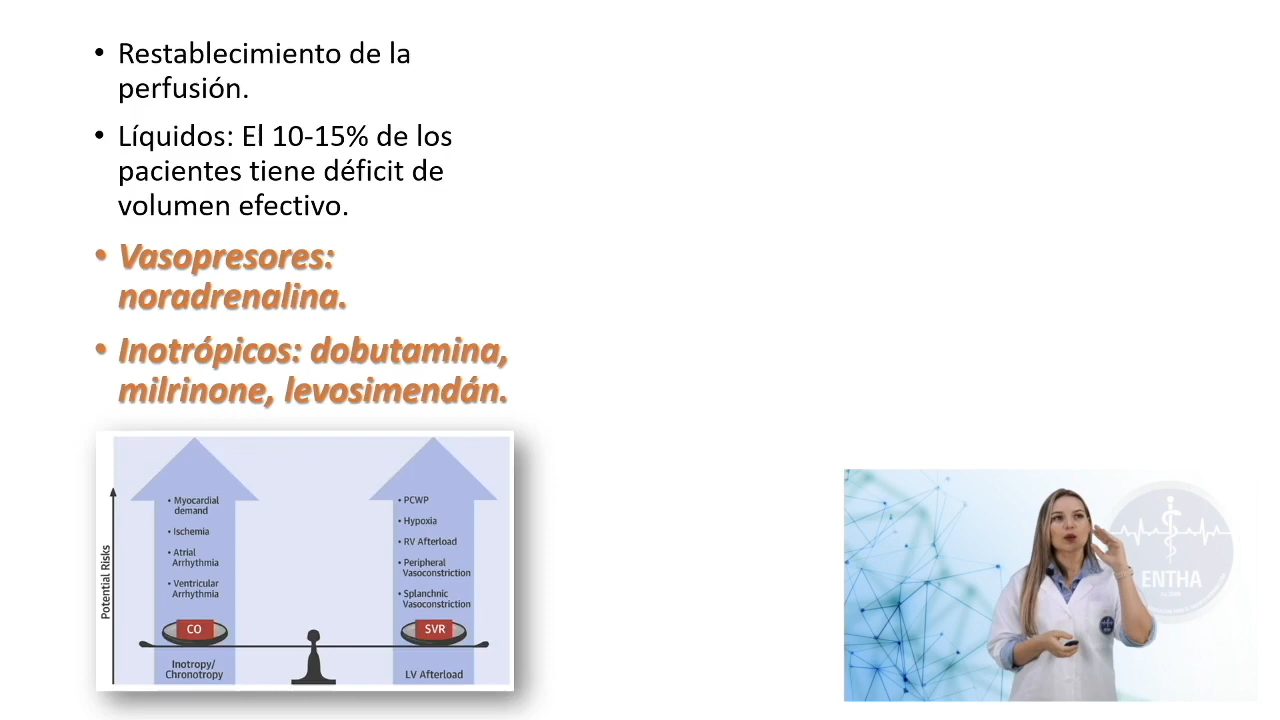 • Restablecimiento de la
perfusión.
• Líquidos: El 10-15% de los
pacientes tiene déficit de
volumen efectivo.
• Vasopresores:
noradrenalina.
• Inotrópicos: dobutamina,
milrinone, levosimendán.
Potential Risks
• Myocardial
demand
• Ischemia
• Atrial
Arrhythmia
• Ventricular
Arrhythmia
CO
Inotropy/
Chronotropy
• PCWP
• Hypoxia
• RV Afterload
• Peripheral
Vasoconstriction
• Splanchnic
Vasoconstriction
SVR
LV Afterload
ENTHA